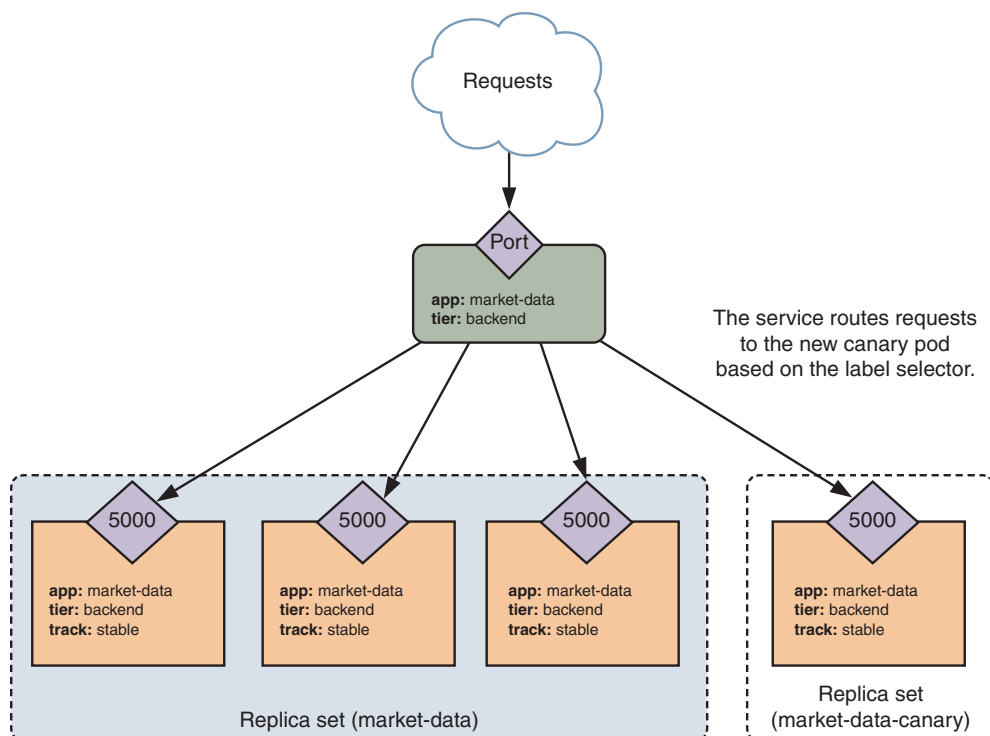 Requests
Port
app: market-data
tier: backend
The service routes requests
to the new canary pod
based on the label selector.
5000
app: market-data
tier: backend
track: stable
5000
app: market-data
tier: backend
track: stable
5000
app: market-data
tier: backend
track: stable
Replica set (market-data)
5000
app: market-data
tier: backend
track: stable
Replica set
(market-data-canary)